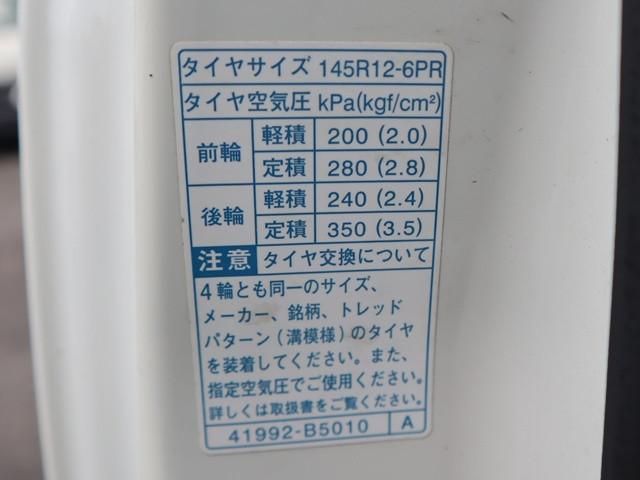 タイヤサイズ 145R12-6PR
タイヤ空気圧 kPa(kgf/cm²)
前輪 軽積 200 (2.0)
定積 280 (2.8)
後輪 軽積 240 (2.4)
定積 350 (3.5)
注意 タイヤ交換について
4輪とも同一のサイズ、
メーカー、銘柄、トレッド
パターン(溝模様)のタイヤ
を装着してください。また、
指定空気圧でご使用ください。
詳しくは取扱書をご覧ください。
41992-B5010 A